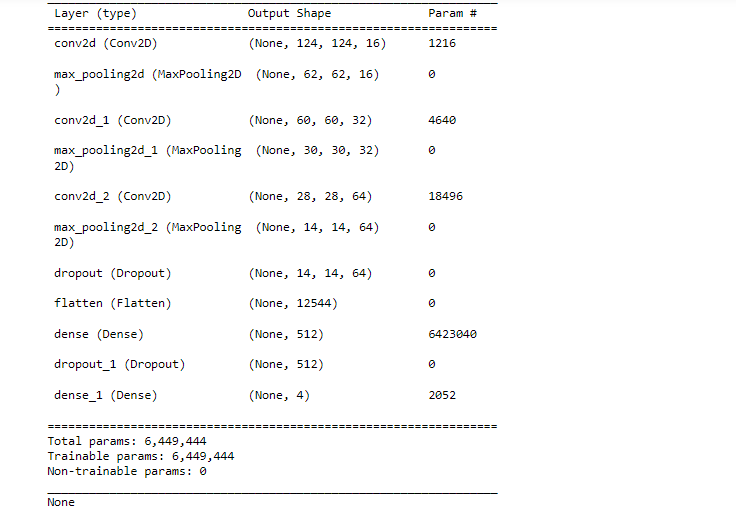 Layer (type) Output Shape Param #
=================================================================
conv2d (Conv2D) (None, 124, 124, 16) 1216
max_pooling2d (MaxPooling2D (None, 62, 62, 16) 0
)
conv2d_1 (Conv2D) (None, 60, 60, 32) 4640
max_pooling2d_1 (MaxPooling (None, 30, 30, 32) 0
2D)
conv2d_2 (Conv2D) (None, 28, 28, 64) 18496
max_pooling2d_2 (MaxPooling (None, 14, 14, 64) 0
2D)
dropout (Dropout) (None, 14, 14, 64) 0
flatten (Flatten) (None, 12544) 0
dense (Dense) (None, 512) 6423040
dropout_1 (Dropout) (None, 512) 0
dense_1 (Dense) (None, 4) 2052
=================================================================
Total params: 6,449,444
Trainable params: 6,449,444
Non-trainable params: 0
_________________________________________________________________
None